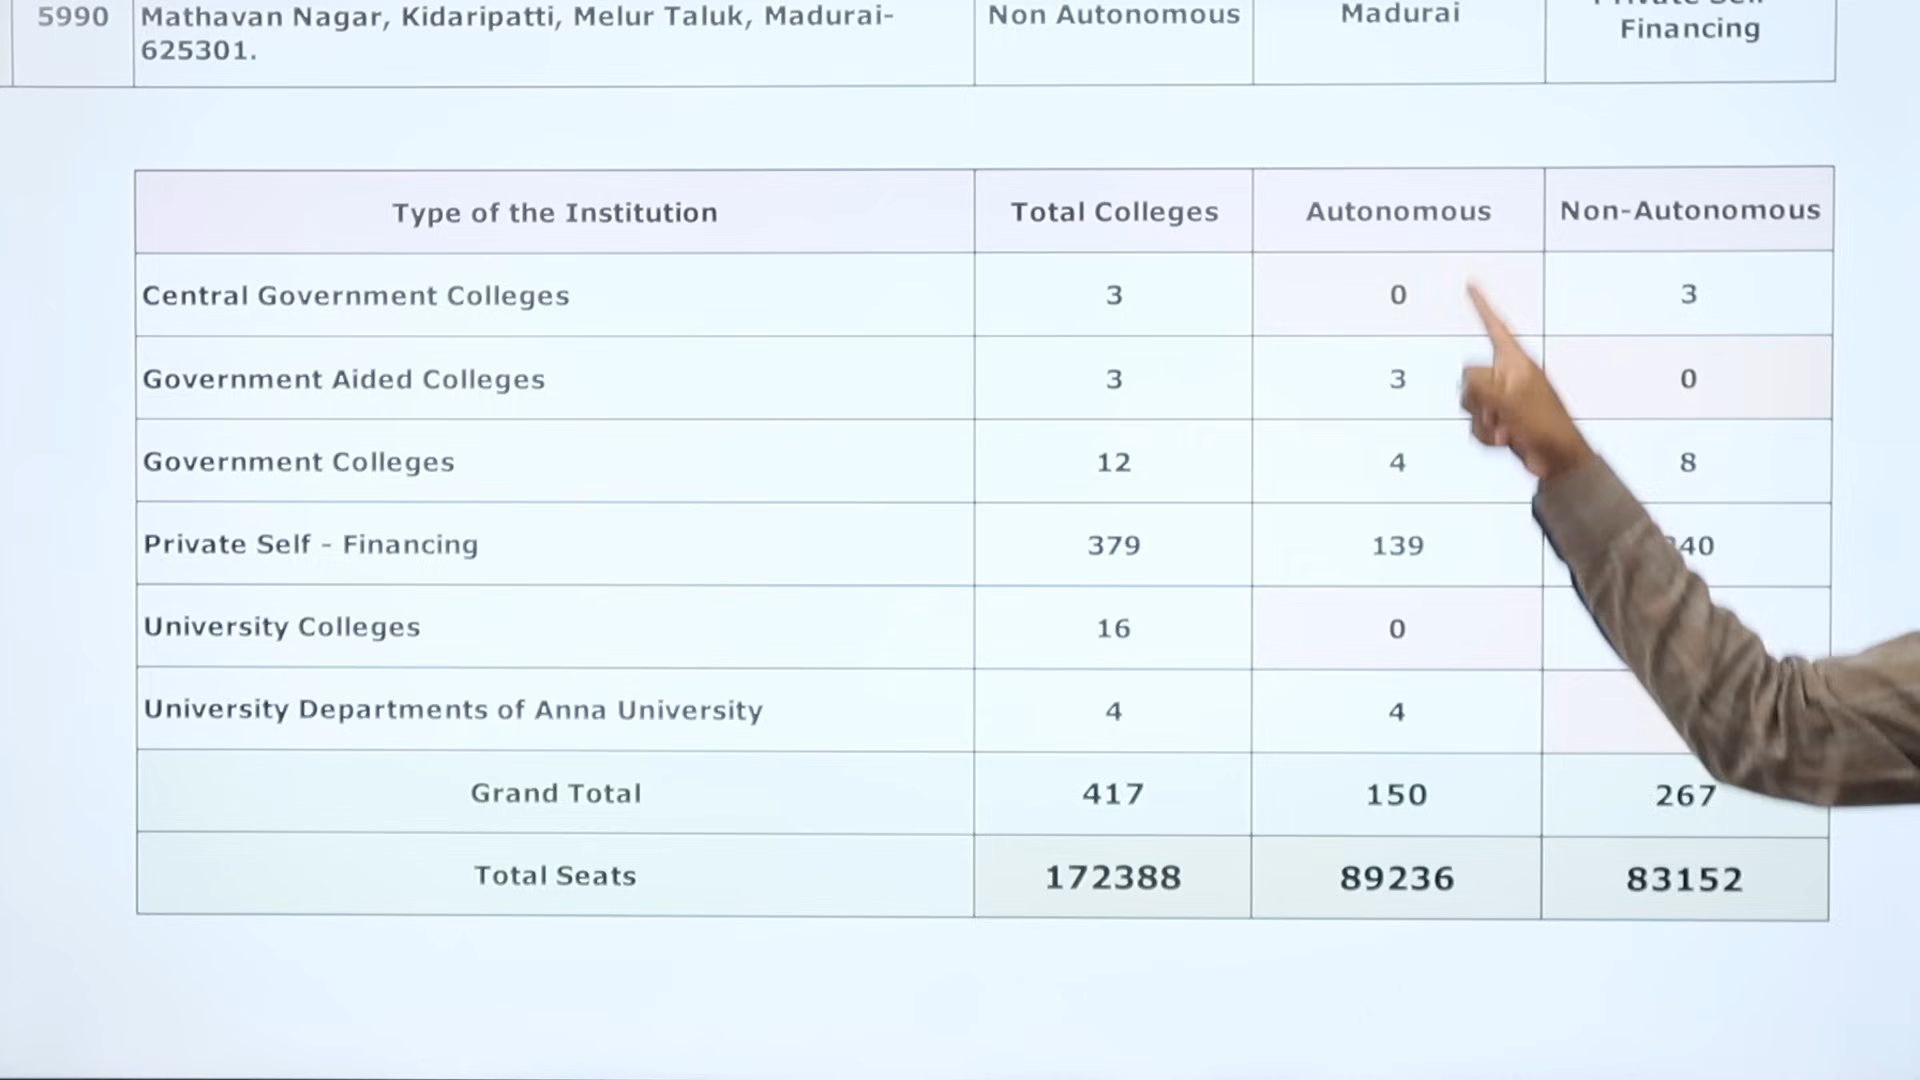 5990 Mathavan Nagar, Kidaripatti, Melur Taluk, Madurai- Non Autonomous Madurai
625301. Financing
Type of the Institution Total Colleges Autonomous Non-Autonomous
Central Government Colleges 3 0 3
Government Aided Colleges 3 3 0
Government Colleges 12 4 8
Private Self - Financing 379 139 40
University Colleges 16 0
University Departments of Anna University 4 4
Grand Total 417 150 267
Total Seats 172388 89236 83152